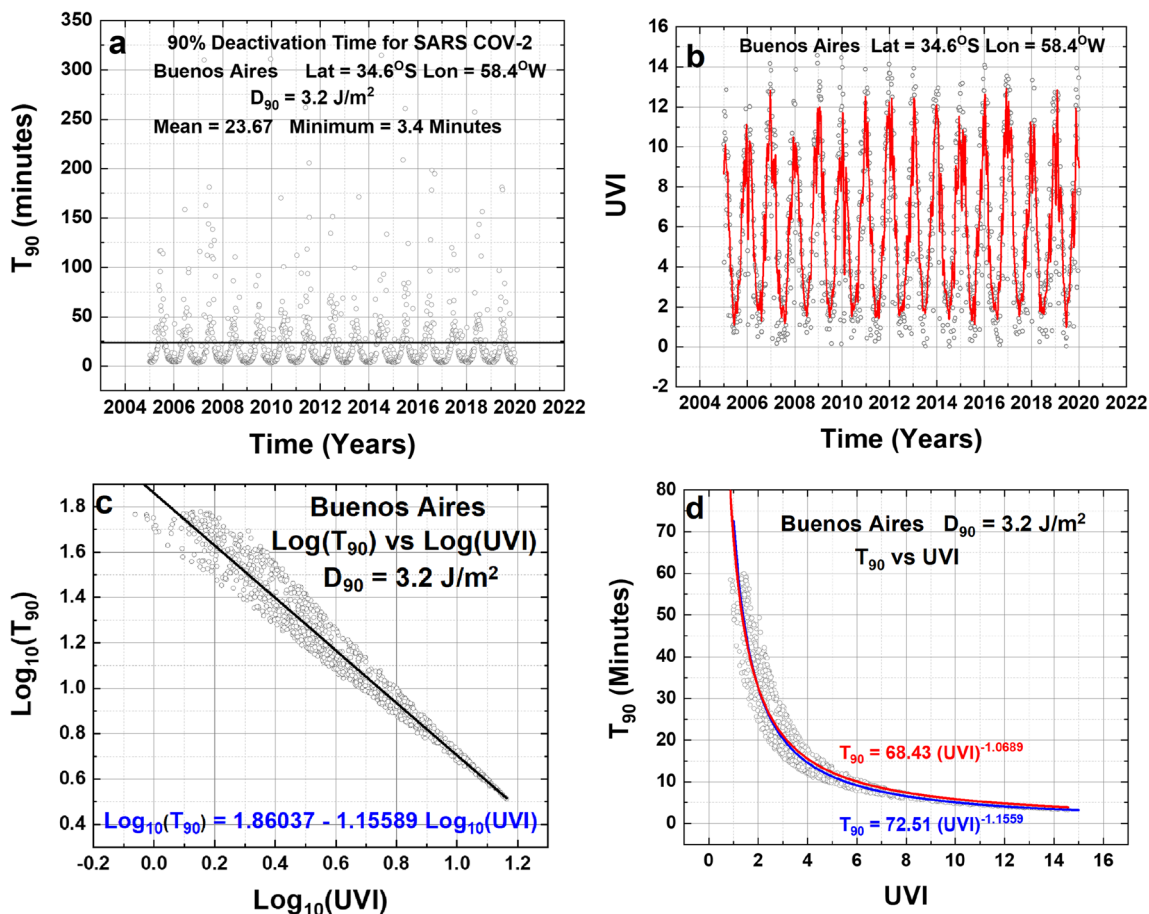 a
90% Deactivation Time for SARS COV-2
Buenos Aires Lat = 34.6ᴼS Lon = 58.4ᴼW
D₉₀ = 3.2 J/m²
Mean = 23.67 Minimum = 3.4 Minutes
T₉₀ (minutes)
350
300
250
200
150
100
50
0
2004 2006 2008 2010 2012 2014 2016 2018 2020 2022
Time (Years)
b
Buenos Aires Lat = 34.6ᴼS Lon = 58.4ᴼW
UVI
16
14
12
10
8
6
4
2
0
-2
2004 2006 2008 2010 2012 2014 2016 2018 2020 2022
Time (Years)
c
Buenos Aires
Log(T₉₀) vs Log(UVI)
D₉₀ = 3.2 J/m²
Log₁₀(T₉₀)
1.8
1.6
1.4
1.2
1.0
0.8
0.6
0.4
Log₁₀(T₉₀) = 1.86037 - 1.15589 Log₁₀(UVI)
-0.2 0.0 0.2 0.4 0.6 0.8 1.0 1.2
Log₁₀(UVI)
d
Buenos Aires D₉₀ = 3.2 J/m²
T₉₀ vs UVI
T₉₀ (Minutes)
80
70
60
50
40
30
20
10
0
T₉₀ = 68.43 (UVI)⁻¹·⁰⁶⁸⁹
T₉₀ = 72.51 (UVI)⁻¹·¹⁵⁵⁹
0 2 4 6 8 10 12 14 16
UVI